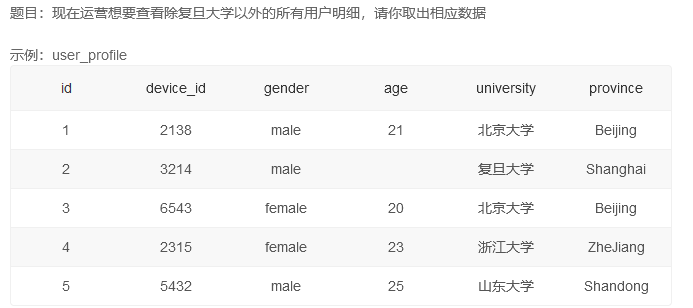 题目：现在运营想要查看除复旦大学以外的所有用户明细，请你取出相应数据
示例：user_profile
id device_id gender age university province
1 2138 male 21 北京大学 Beijing
2 3214 male 复旦大学 Shanghai
3 6543 female 20 北京大学 Beijing
4 2315 female 23 浙江大学 ZheJiang
5 5432 male 25 山东大学 Shandong